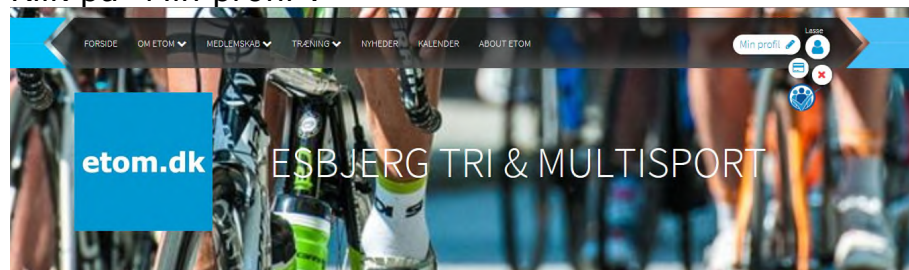 FORSIDE OM ETOM MEDLEMSKAB TRÆNING NYHEDER KALENDER ABOUT ETOM
Lasse
Min profil
etom.dk
ESBJERG TRI & MULTISPORT